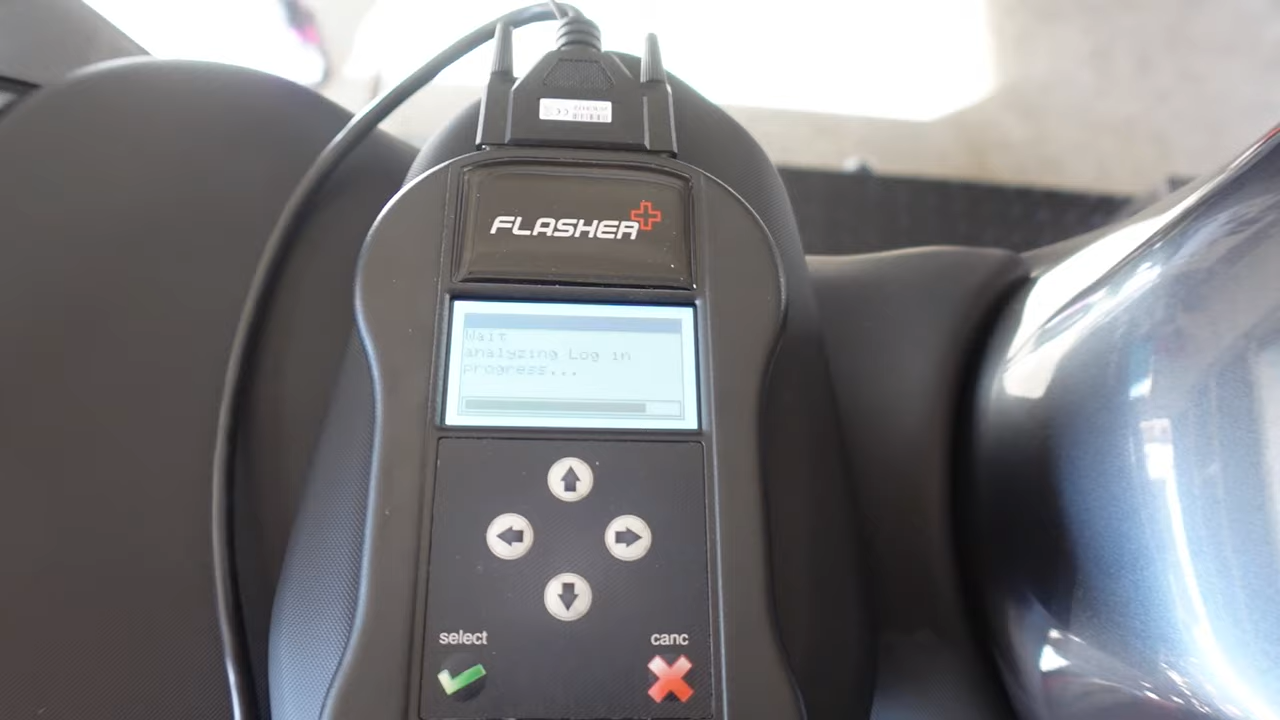 FLASHER
Wait
analyzing Log in
progress...
select
canc